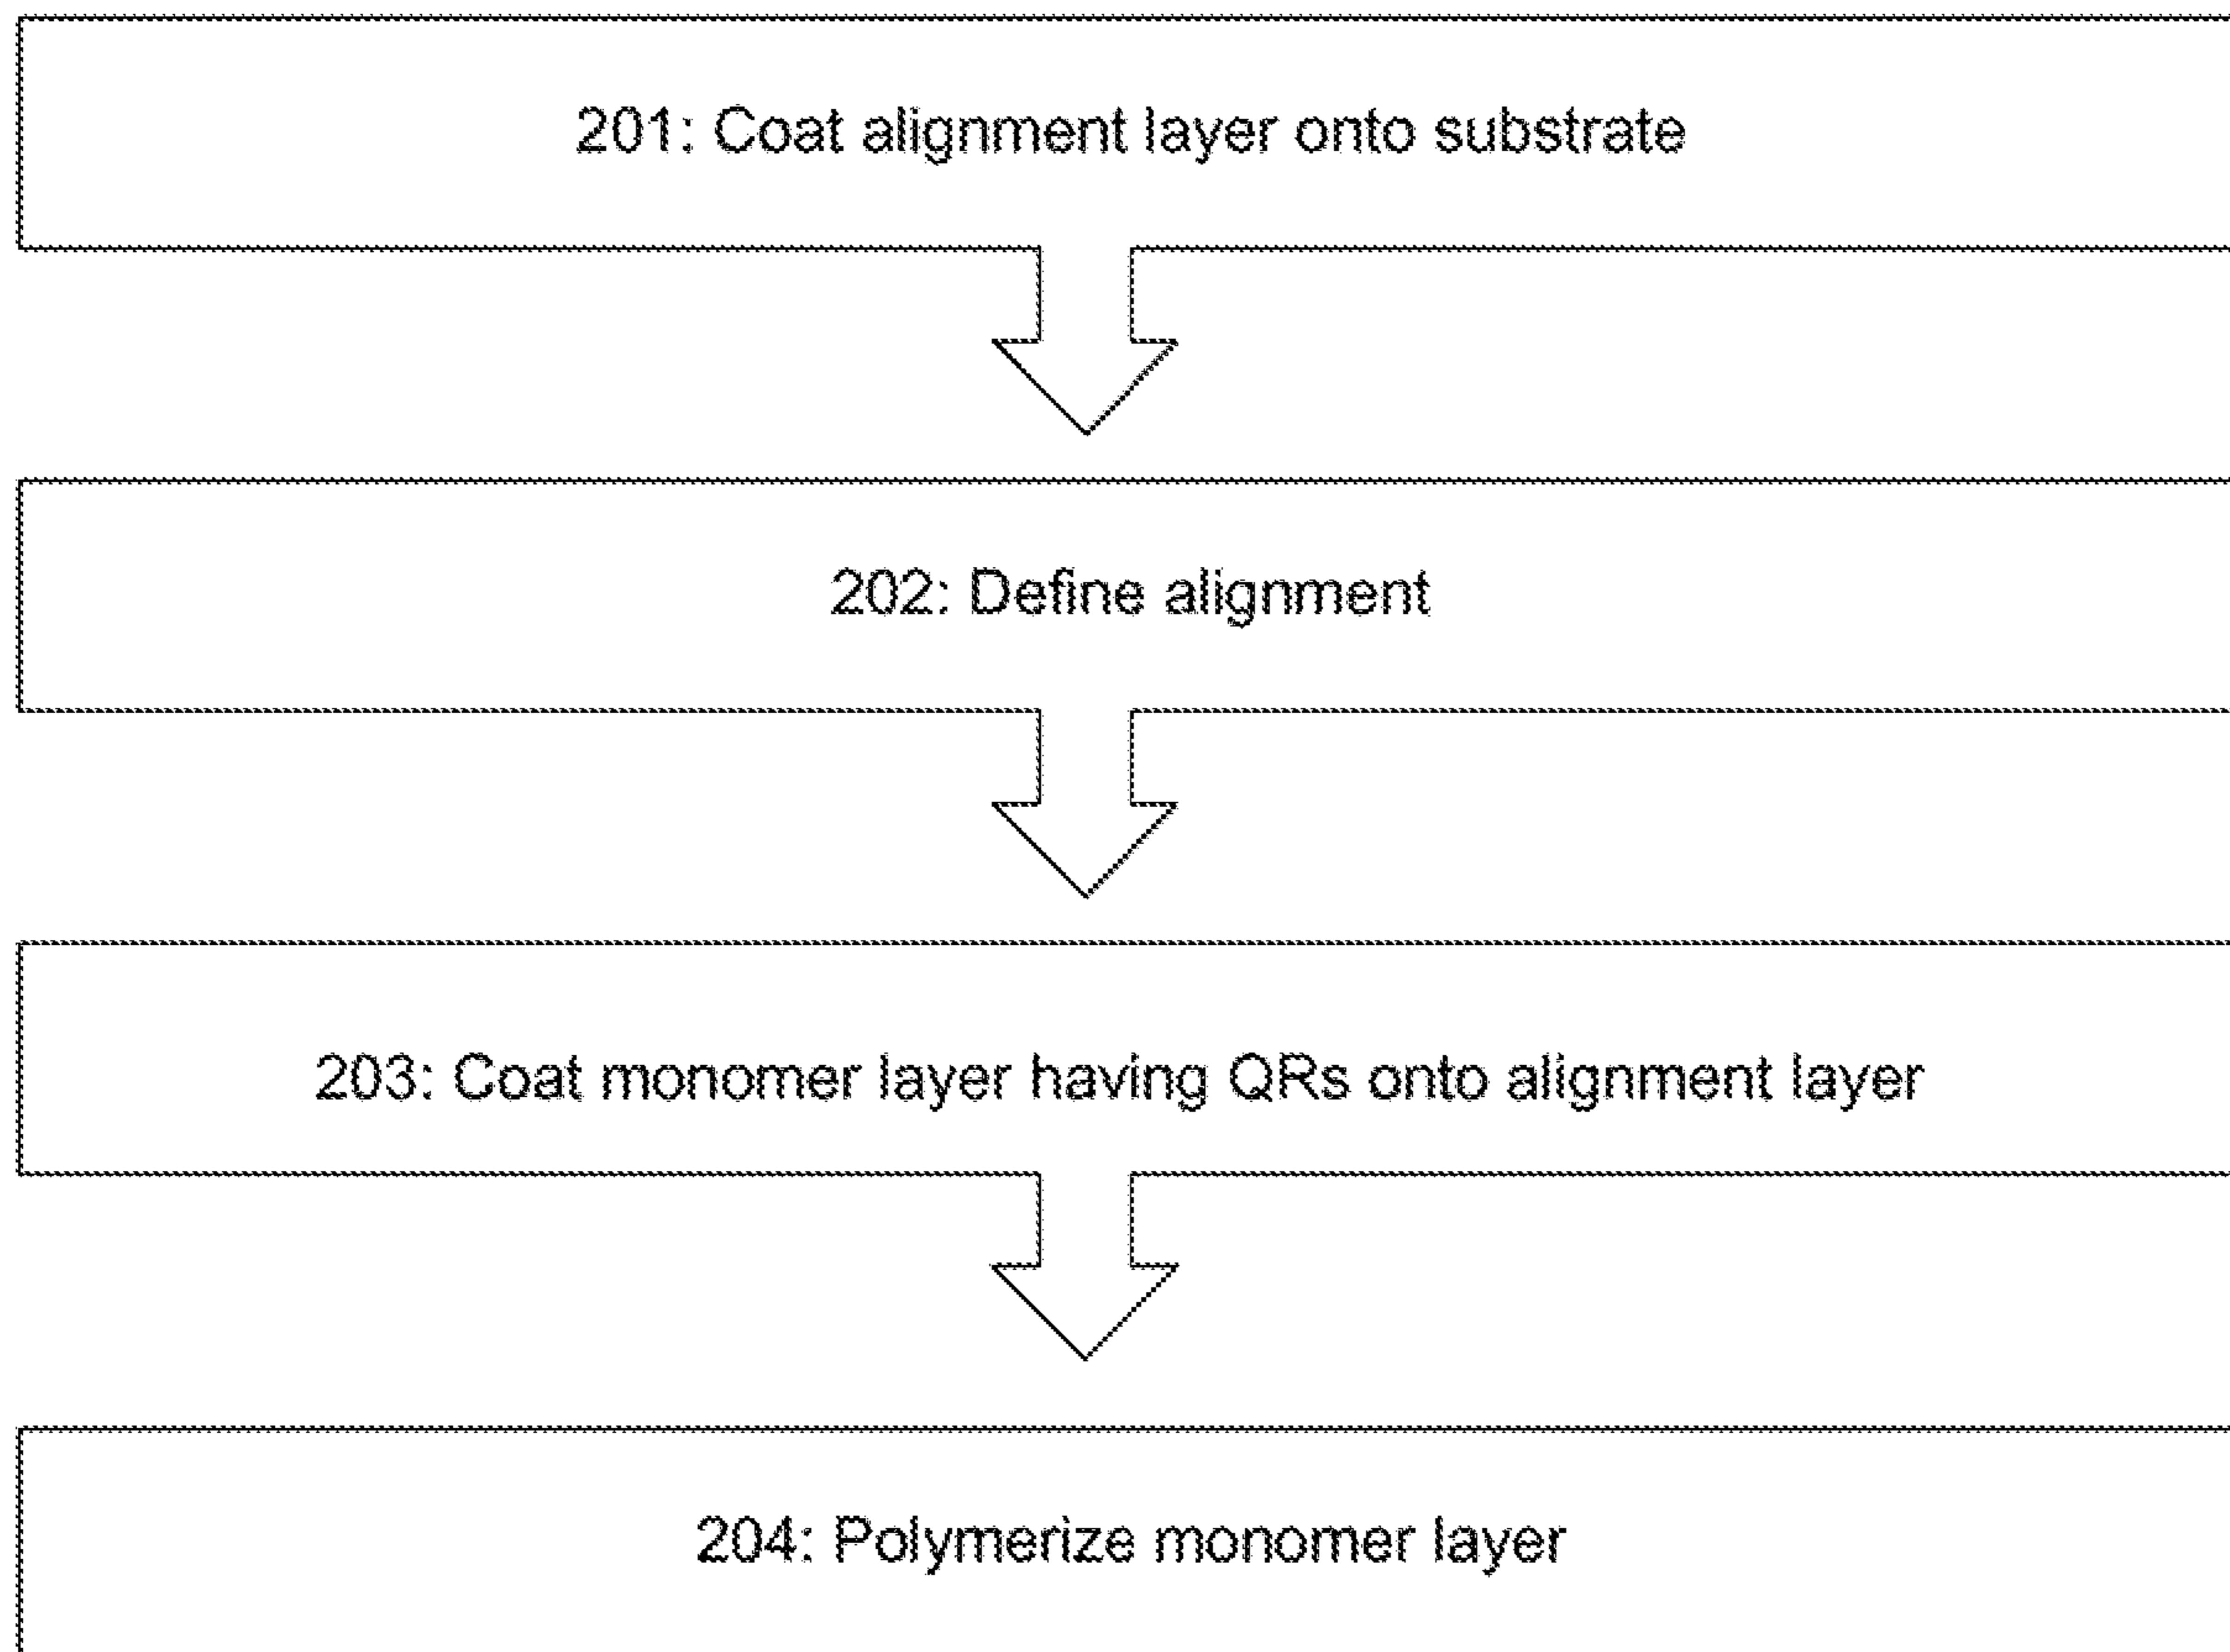 201: Coat alignment layer onto substrate
202: Define alignment
203: Coat monomer layer having QRs onto alignment layer
204: Polymerize monomer layer